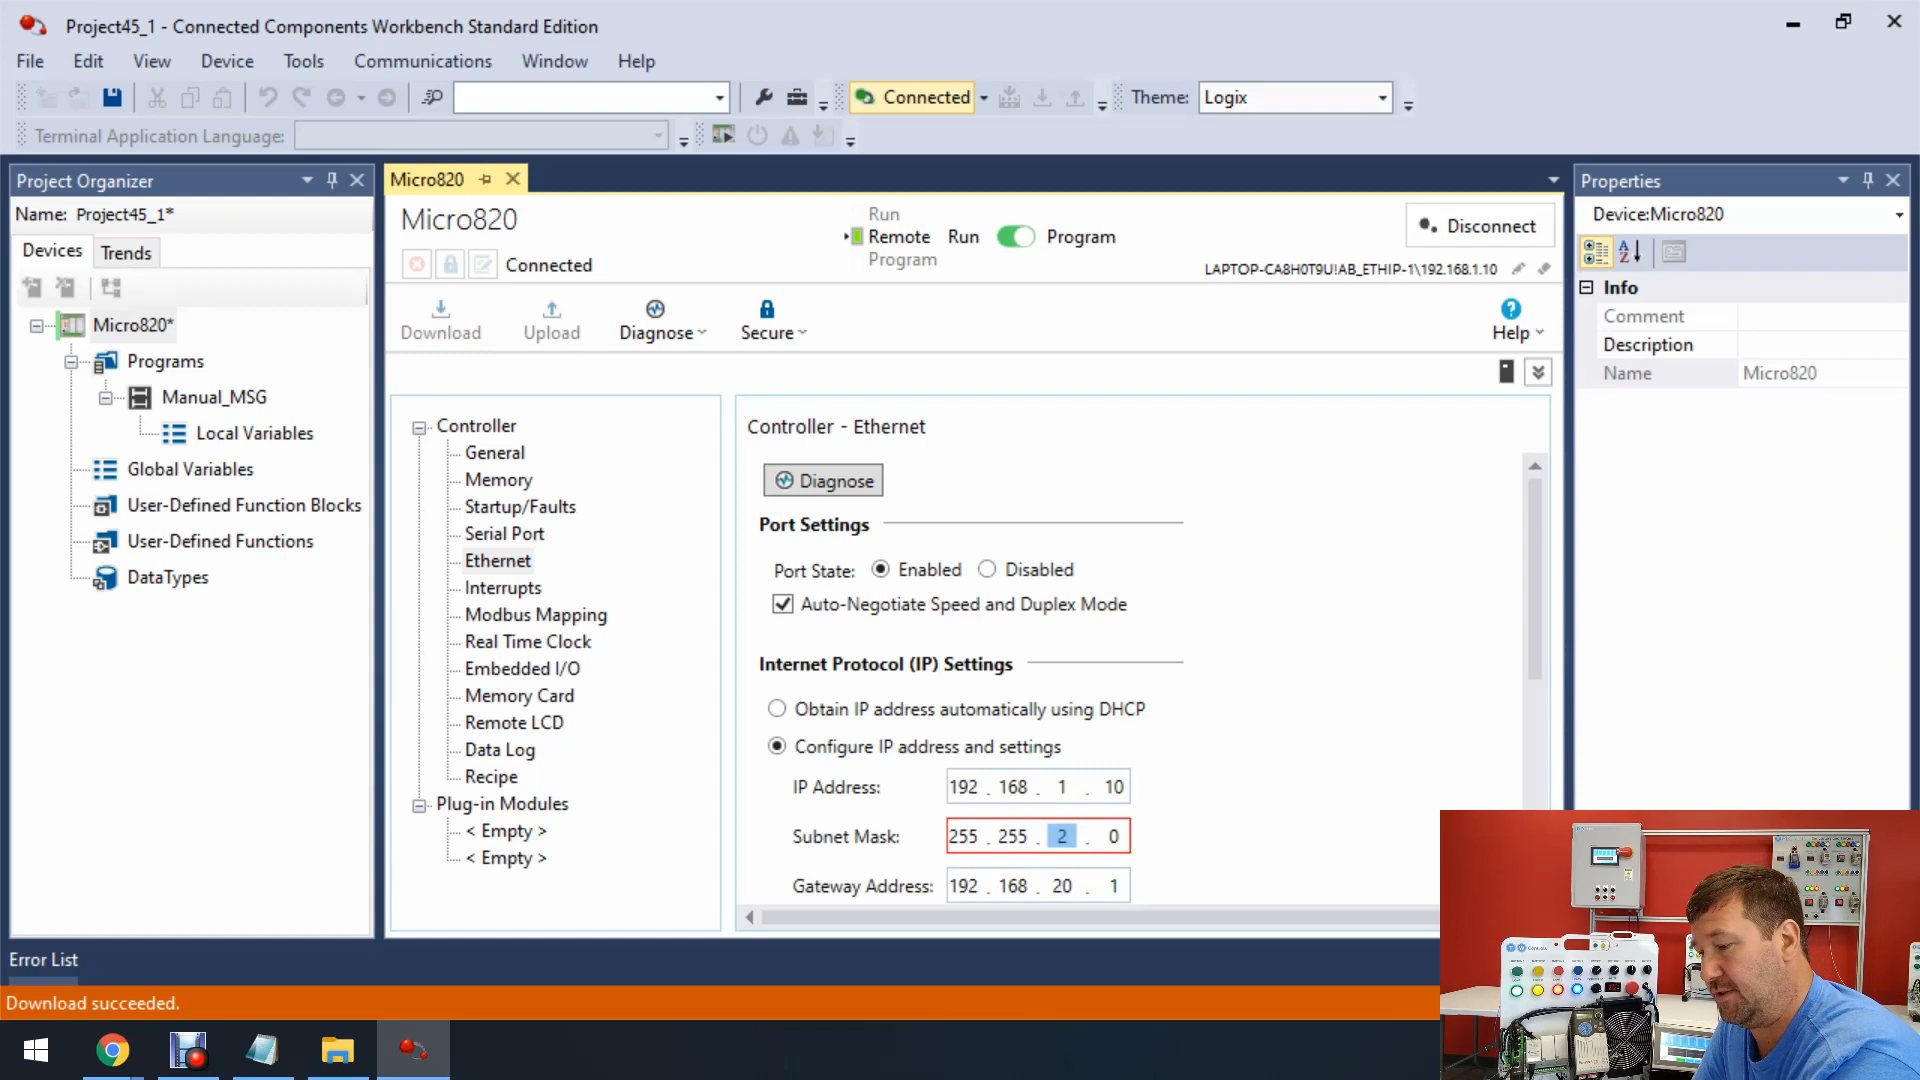 Project45_1 - Connected Components Workbench Standard Edition
File Edit View Device Tools Communications Window Help
Connected Theme: Logix
Terminal Application Language:
Project Organizer
Name: Project45_1*
Devices Trends
Micro820*
Programs
Manual_MSG
Local Variables
Global Variables
User-Defined Function Blocks
User-Defined Functions
DataTypes
Micro820
Micro820
Connected
Run
Remote
Program
Run Program
Disconnect
LAPTOP-CA8H0T9U!AB_ETHIP-1\192.168.1.10
Download Upload Diagnose Secure Help
Controller
General
Memory
Startup/Faults
Serial Port
Ethernet
Interrupts
Modbus Mapping
Real Time Clock
Embedded I/O
Memory Card
Remote LCD
Data Log
Recipe
Plug-in Modules
< Empty >
< Empty >
Controller - Ethernet
Diagnose
Port Settings
Port State: Enabled Disabled
Auto-Negotiate Speed and Duplex Mode
Internet Protocol (IP) Settings
Obtain IP address automatically using DHCP
Configure IP address and settings
IP Address: 192 . 168 . 1 . 10
Subnet Mask: 255 . 255 . 2 . 0
Gateway Address: 192 . 168 . 20 . 1
Properties
Device:Micro820
Info
Comment
Description
Name Micro820
Error List
Download succeeded.